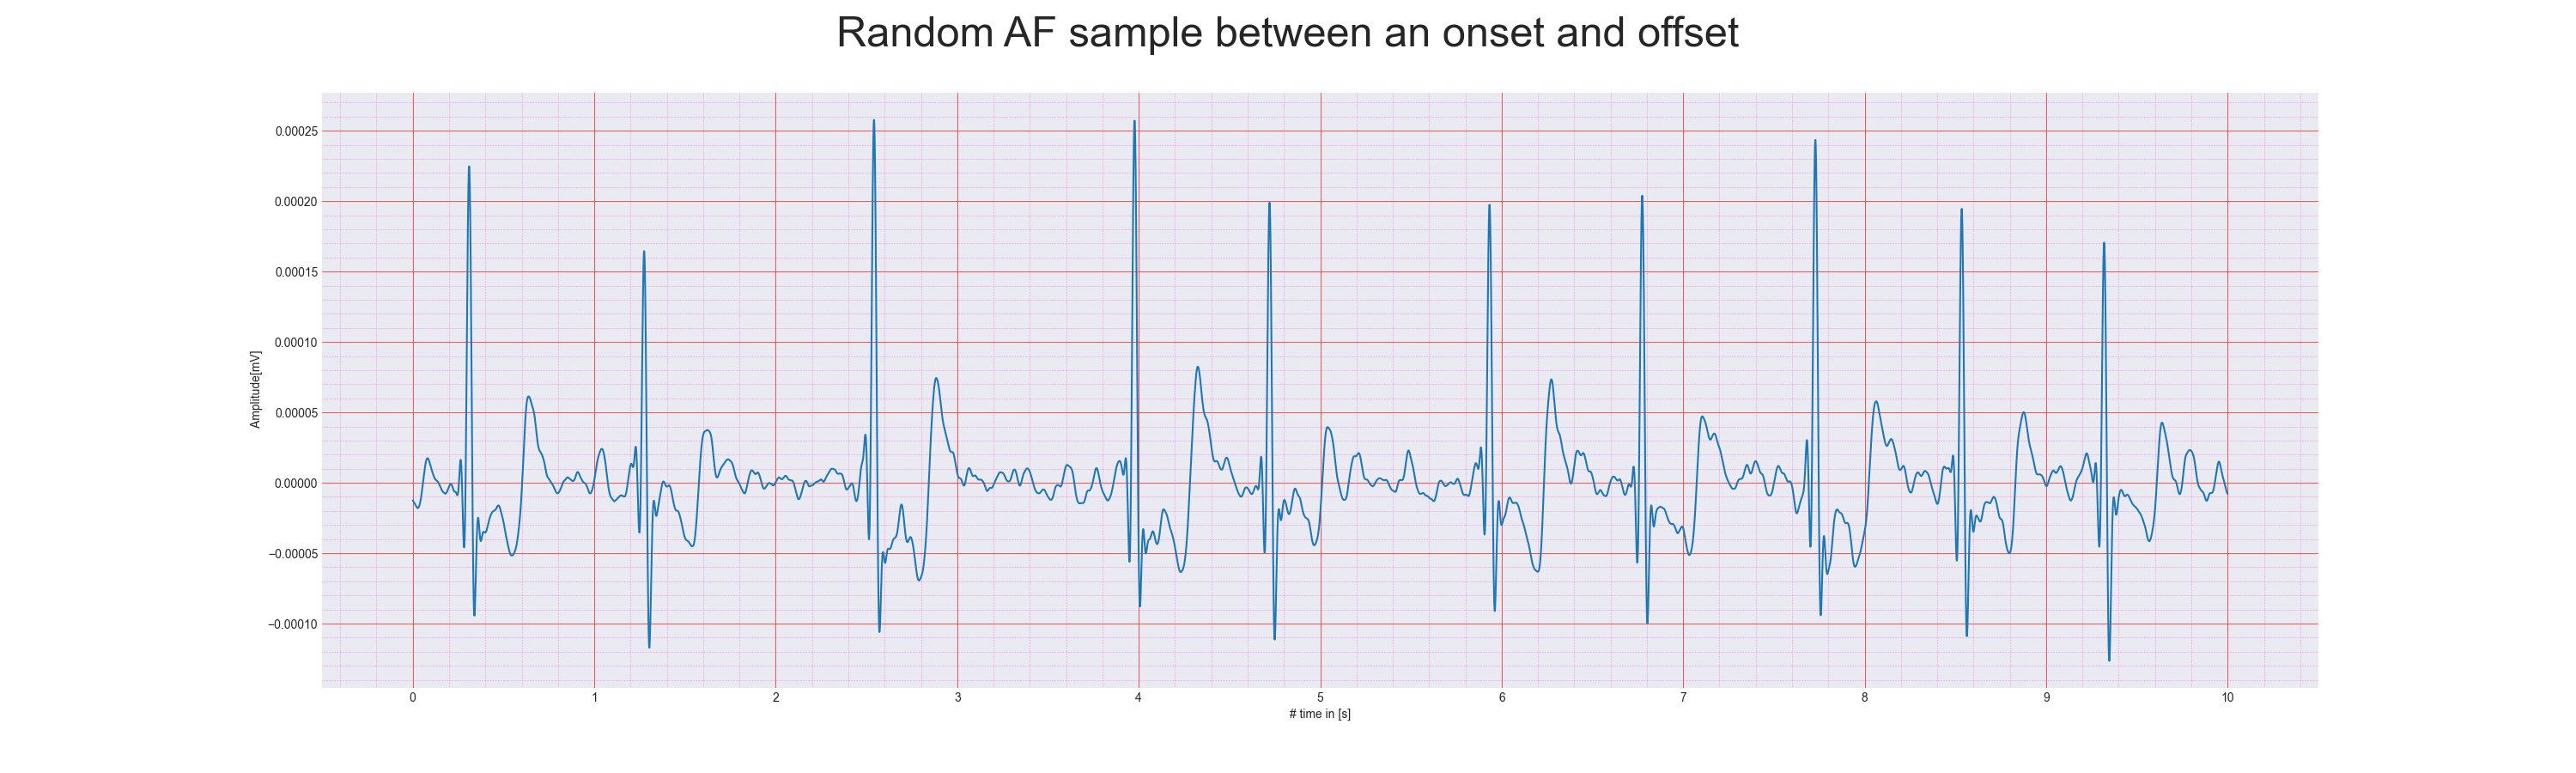 Random AF sample between an onset and offset
0.00025
0.00020
0.00015
0.00010
0.00005
0.00000
−0.00005
−0.00010
Amplitude[mV]
0 1 2 3 4 5 6 7 8 9 10
# time in [s]